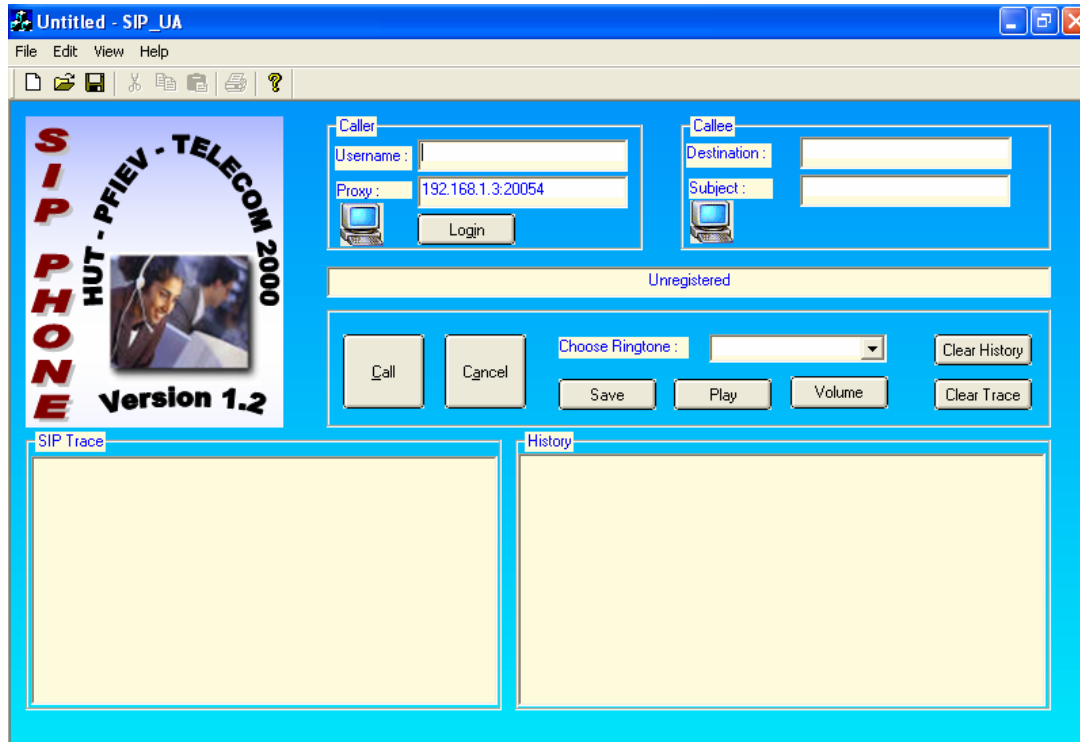 Untitled - SIP_UA
File Edit View Help
SIP PHONE
HUT - PFIEV - TELECOM 2000
Version 1.2
Caller
Username :
Proxy : 192.168.1.3:20054
Login
Callee
Destination :
Subject :
Unregistered
Call Cancel
Choose Ringtone :
Save Play Volume
Clear History
Clear Trace
SIP Trace
History